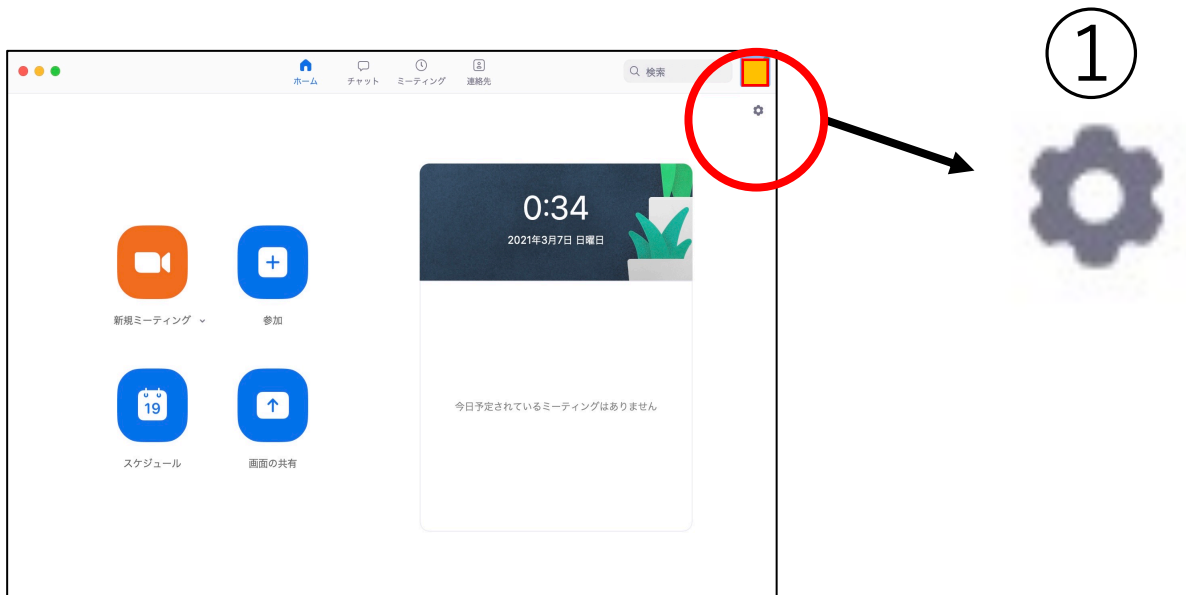 ①
ホーム
チャット
ミーティング
連絡先
検索
0:34
2021年3月7日 日曜日
新規ミーティング
参加
19
スケジュール
画面の共有
今日予定されているミーティングはありません